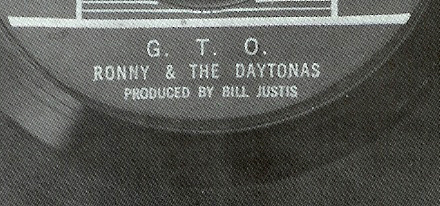 G. T. O.
RONNY & THE DAYTONAS
PRODUCED BY BILL JUSTIS